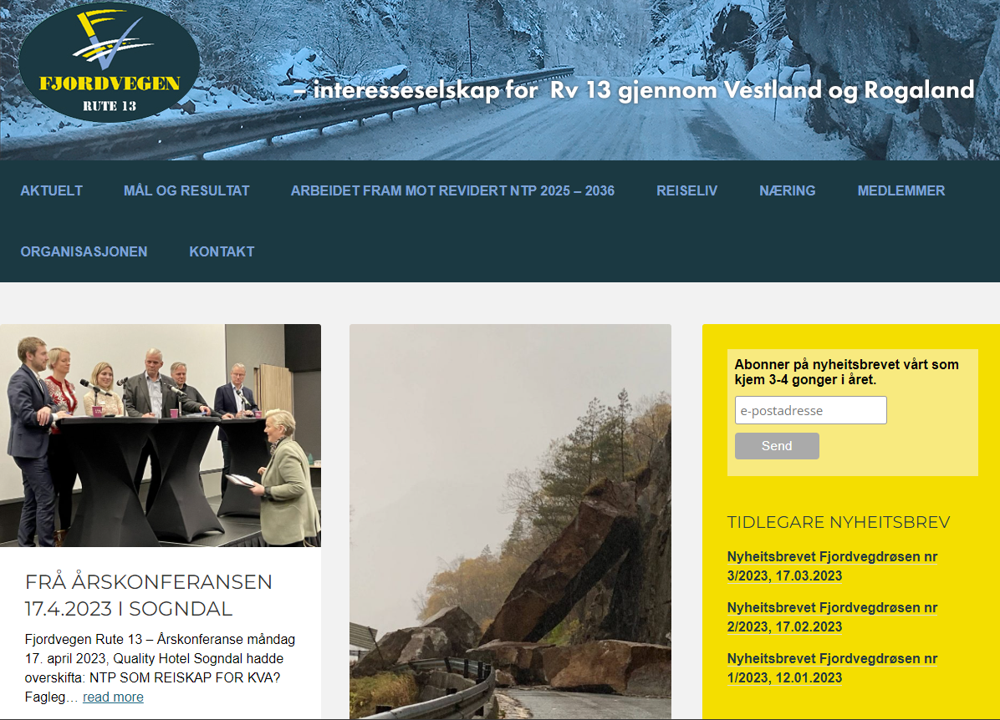 FJORDVEGEN
RUTE 13
– interesseselskap for Rv 13 gjennom Vestland og Rogaland
AKTUELT
MÅL OG RESULTAT
ARBEIDET FRAM MOT REVIDERT NTP 2025 – 2036
REISELIV
NÆRING
MEDLEMMER
ORGANISASJONEN
KONTAKT
FRÅ ÅRSKONFERANSEN
17.4.2023 I SOGNDAL
Fjordvegen Rute 13 – Årskonferanse måndag
17. april 2023, Quality Hotel Sogndal hadde
overskifta: NTP SOM REISKAP FOR KVA?
Fagleg… read more
Abonner på nyheitsbrevet vårt som
kjem 3-4 gonger i året.
e-postadresse
Send
TIDLEGARE NYHEITSBREV
Nyheitsbrevet Fjordvegdrøsen nr
3/2023, 17.03.2023
Nyheitsbrevet Fjordvegdrøsen nr
2/2023, 17.02.2023
Nyheitsbrevet Fjordvegdrøsen nr
1/2023, 12.01.2023